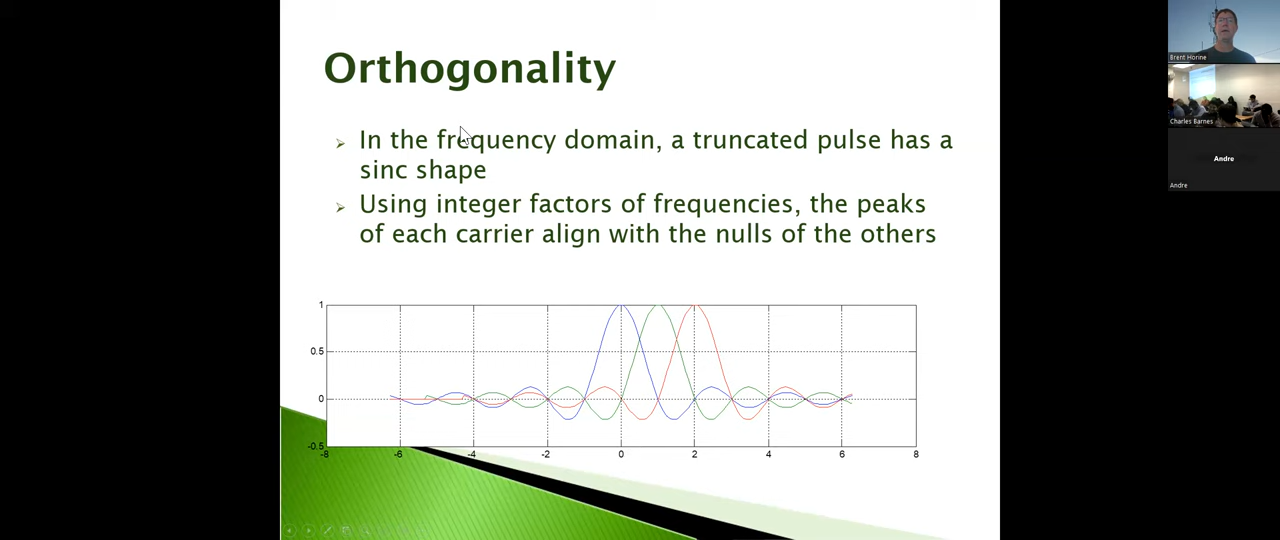 Orthogonality
In the frequency domain, a truncated pulse has a
sinc shape
Using integer factors of frequencies, the peaks
of each carrier align with the nulls of the others
1
0.5
0
-0.5
-8
-6
-4
-2
0
2
4
6
8
Brent Horine
Charles Barnes
Andre
Andre